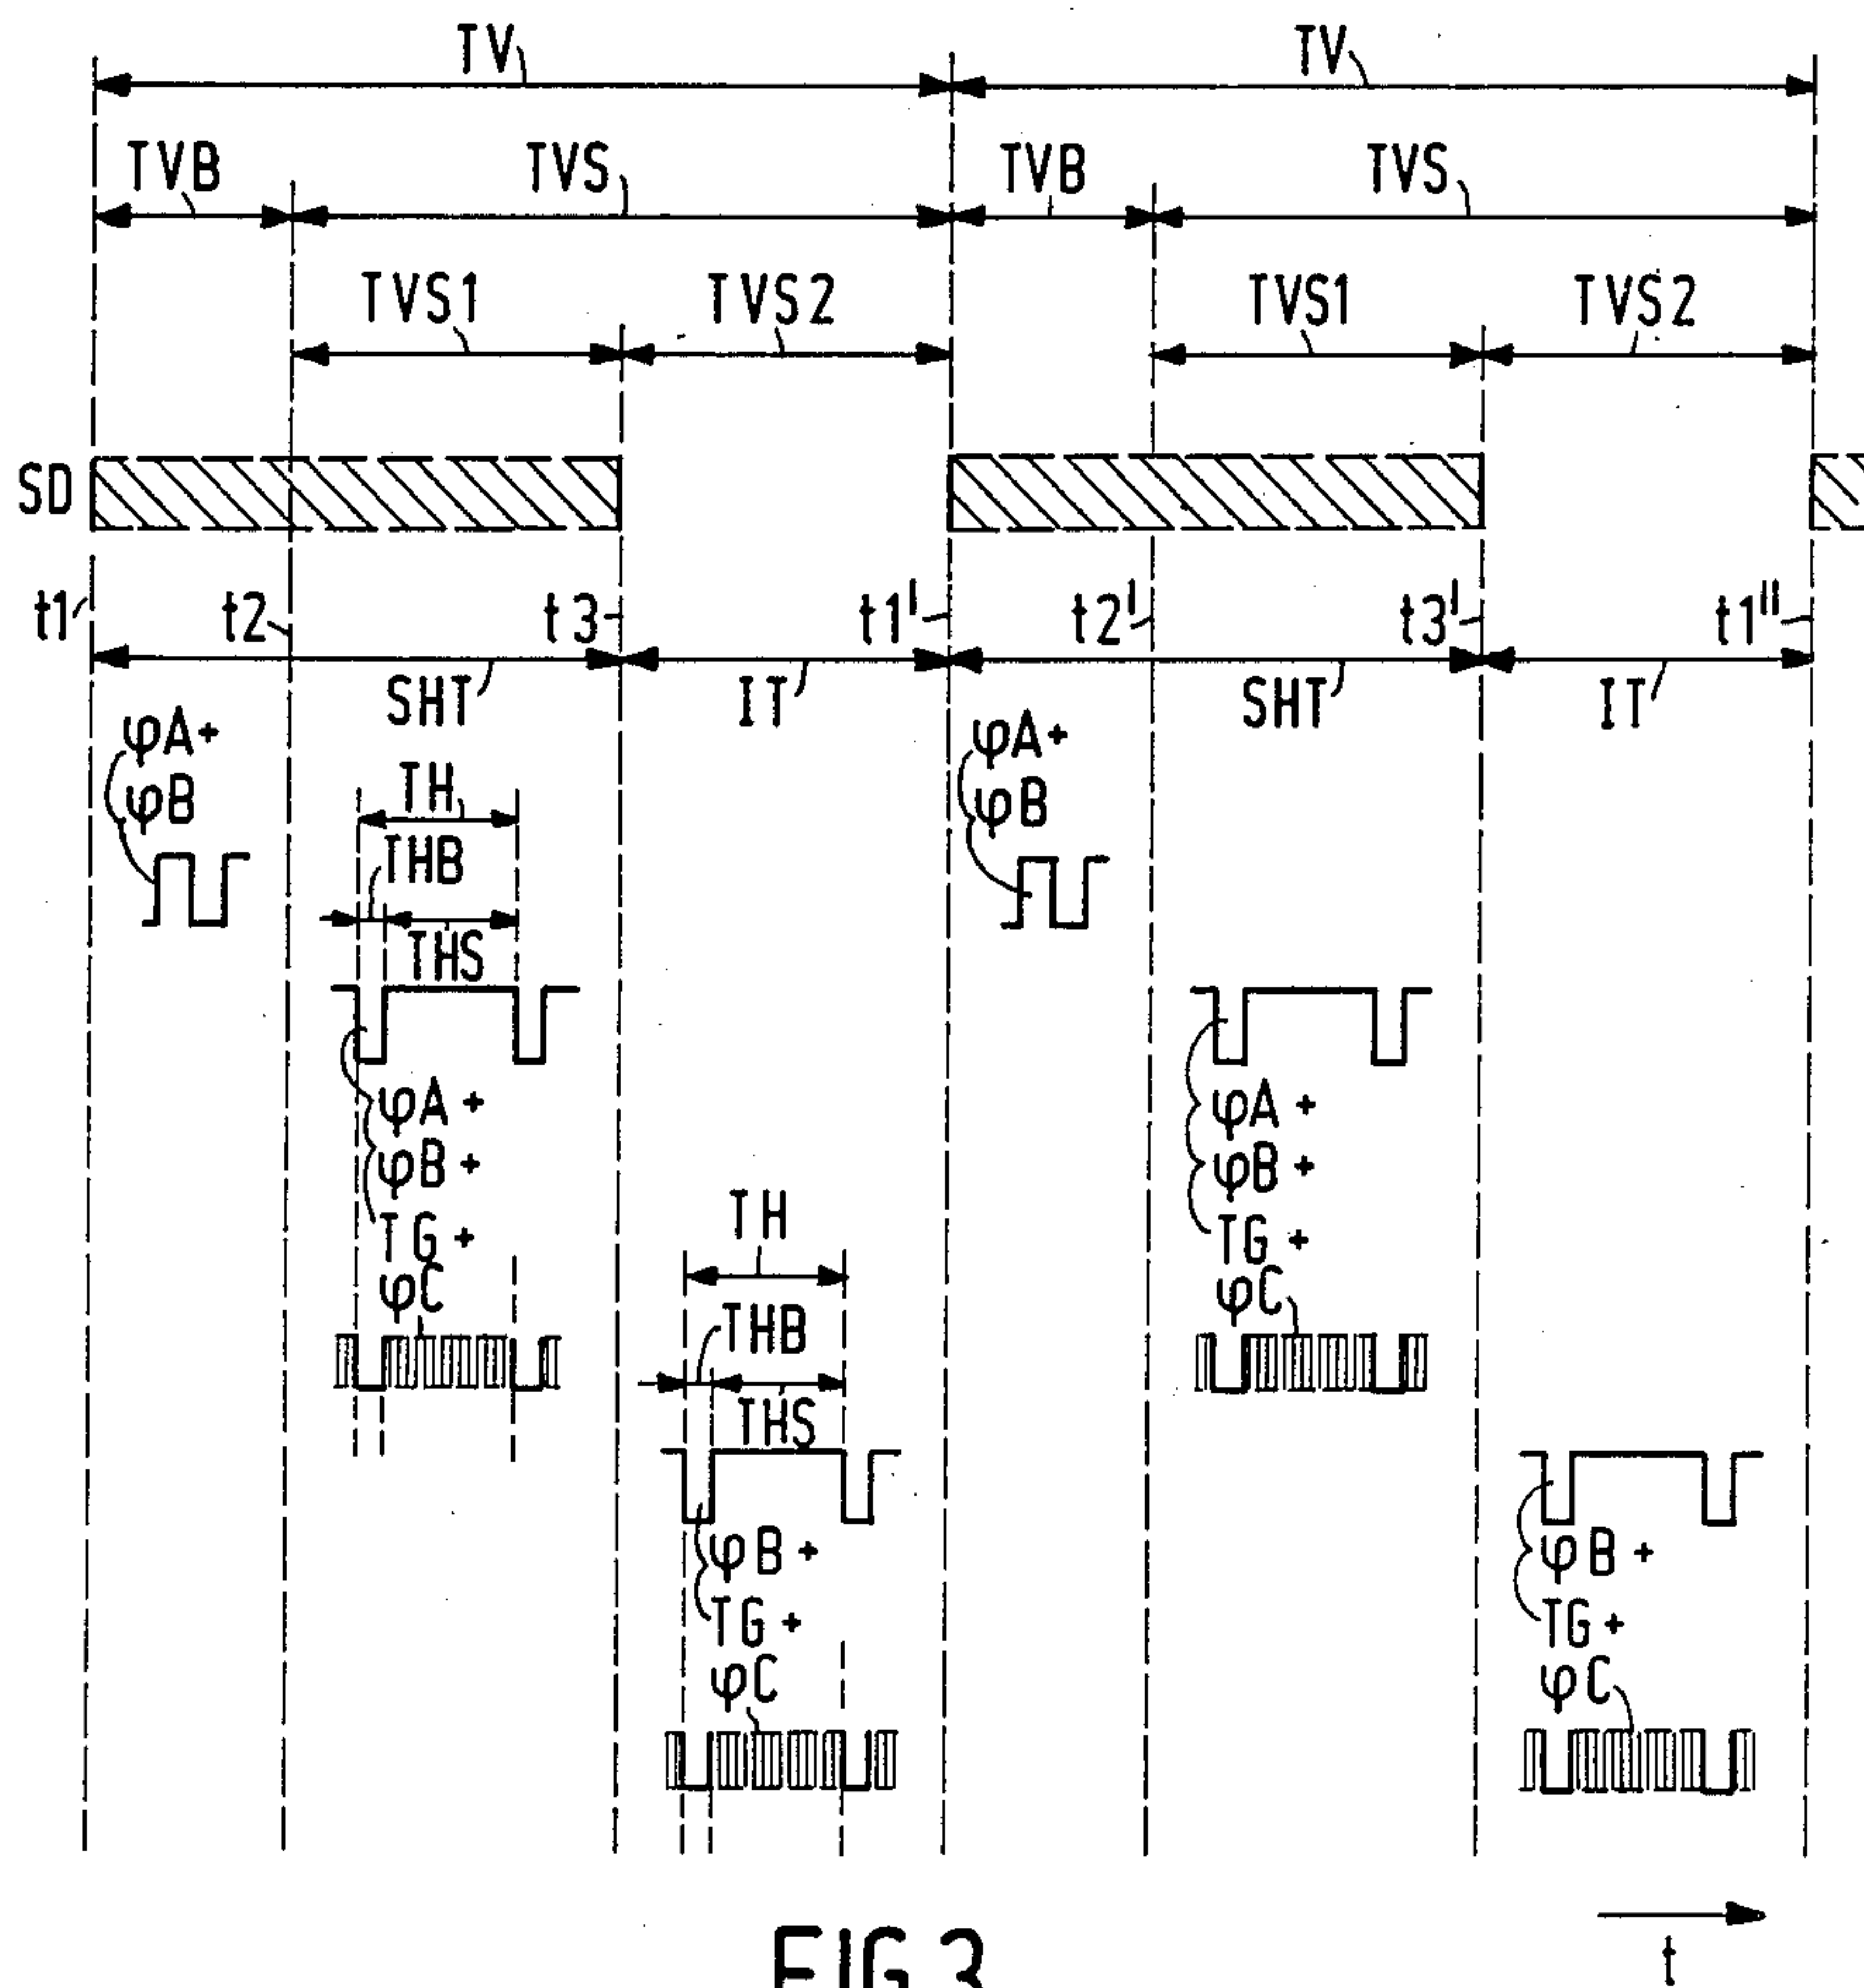 TV TV
TVB TVS TVB TVS
TVS1 TVS2 TVS1 TVS2
SD
t1 t2 t3 t1' t2' t3' t1''
SHT IT SHT IT
φA+ φA+
φB φB
TH
THB
THS
φA + φA +
φB + φB +
TG + TG +
φC φC
TH
THB
THS
φB + φB +
TG + TG +
φC φC
t
FIG.3